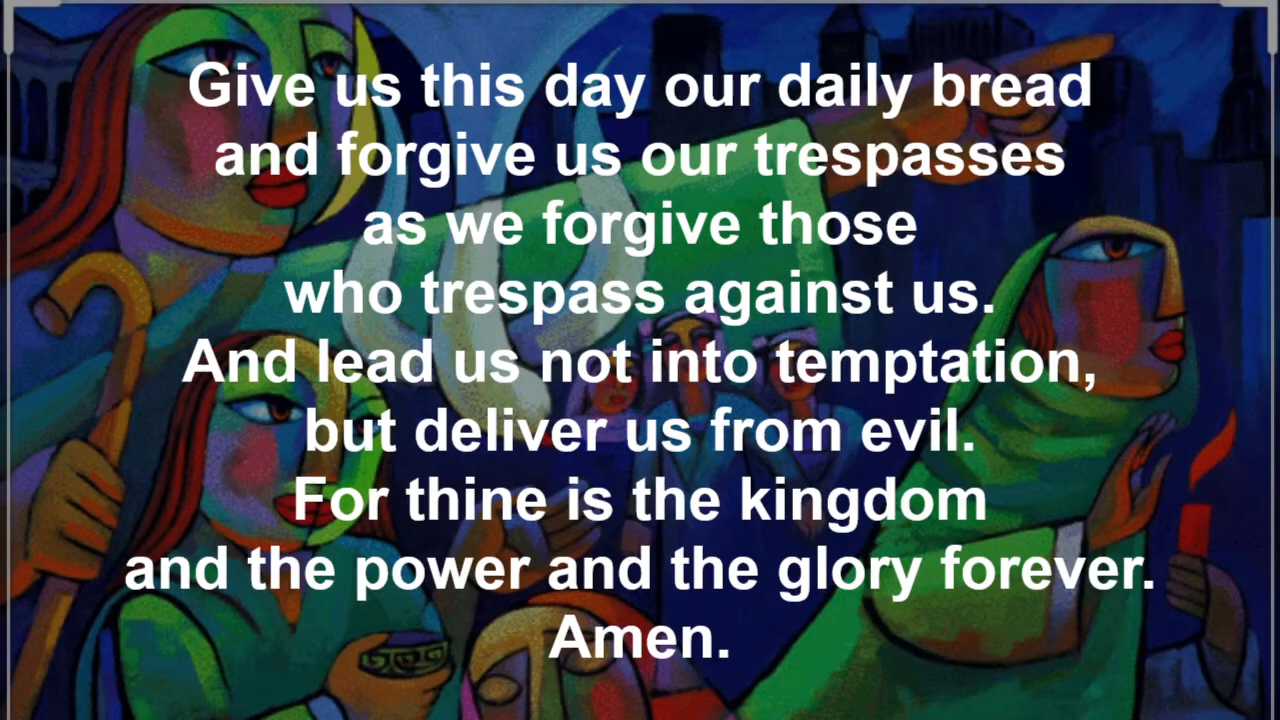 Give us this day our daily bread
and forgive us our trespasses
as we forgive those
who trespass against us.
And lead us not into temptation,
but deliver us from evil.
For thine is the kingdom
and the power and the glory forever.
Amen.